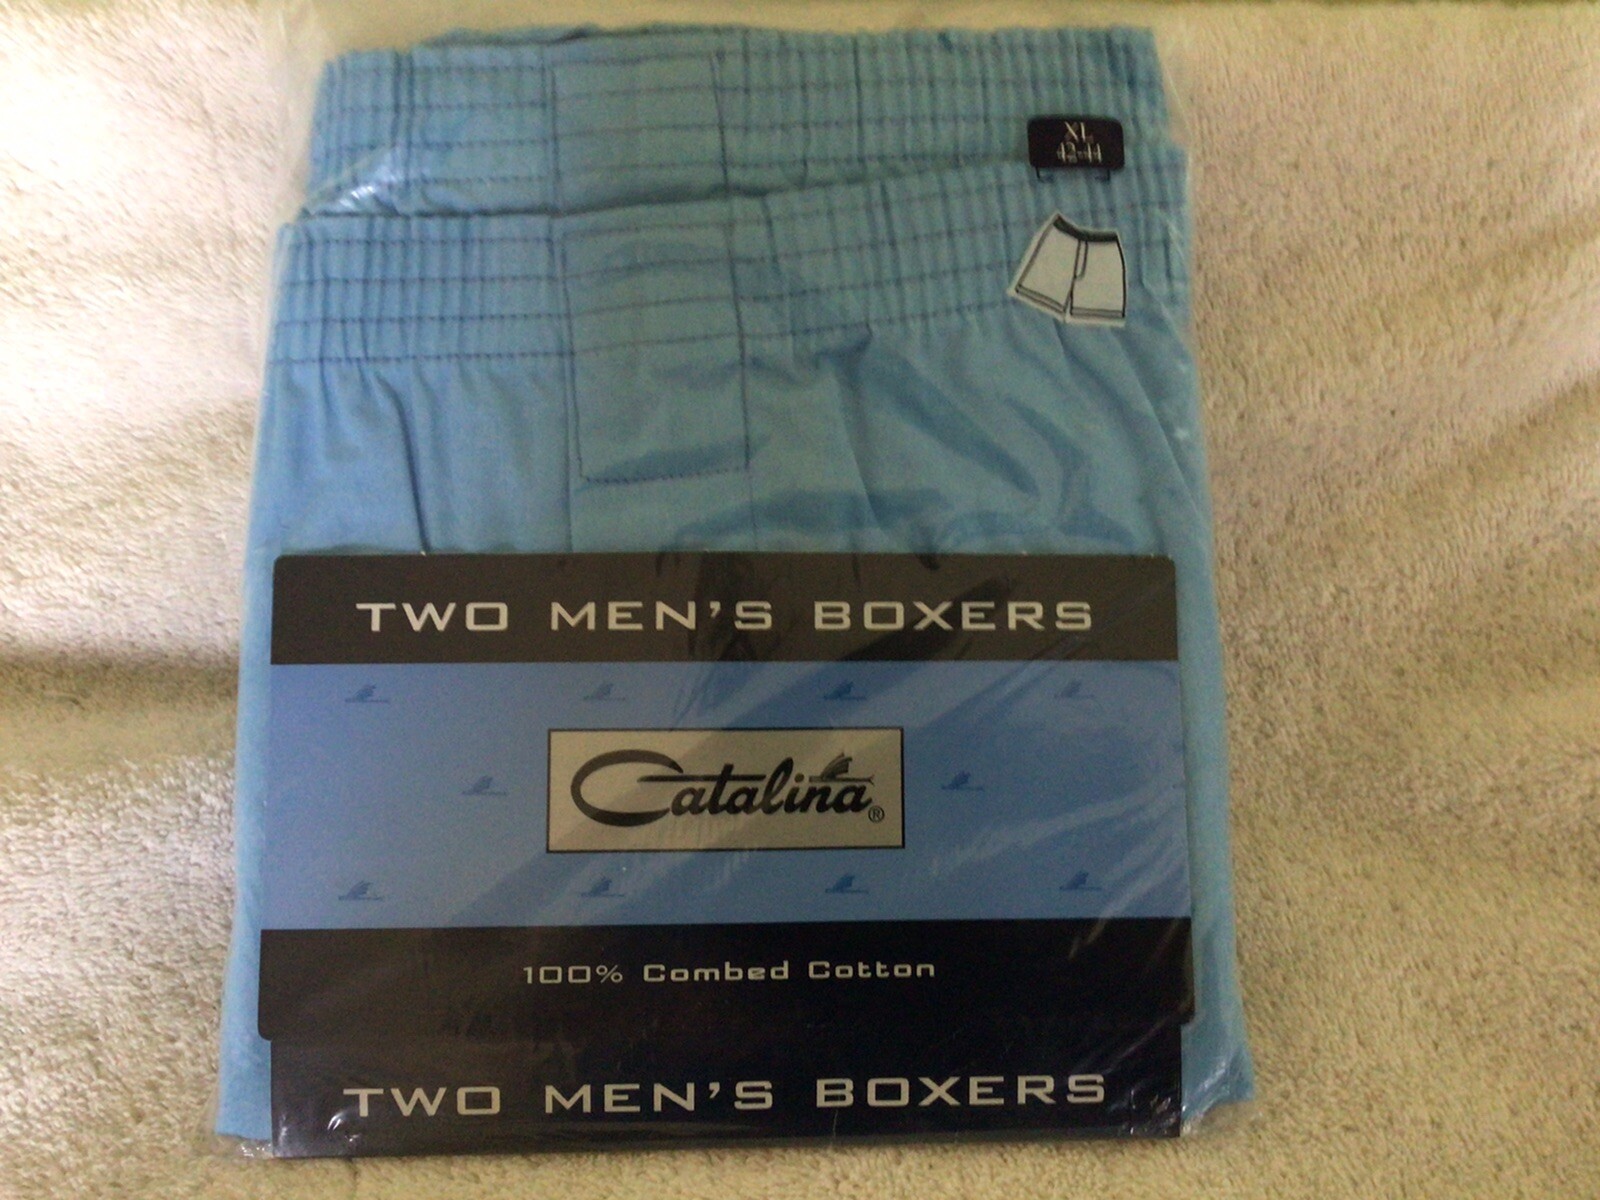 XL
42-44
TWO MEN'S BOXERS
Catalina®
100% Combed Cotton
TWO MEN'S BOXERS